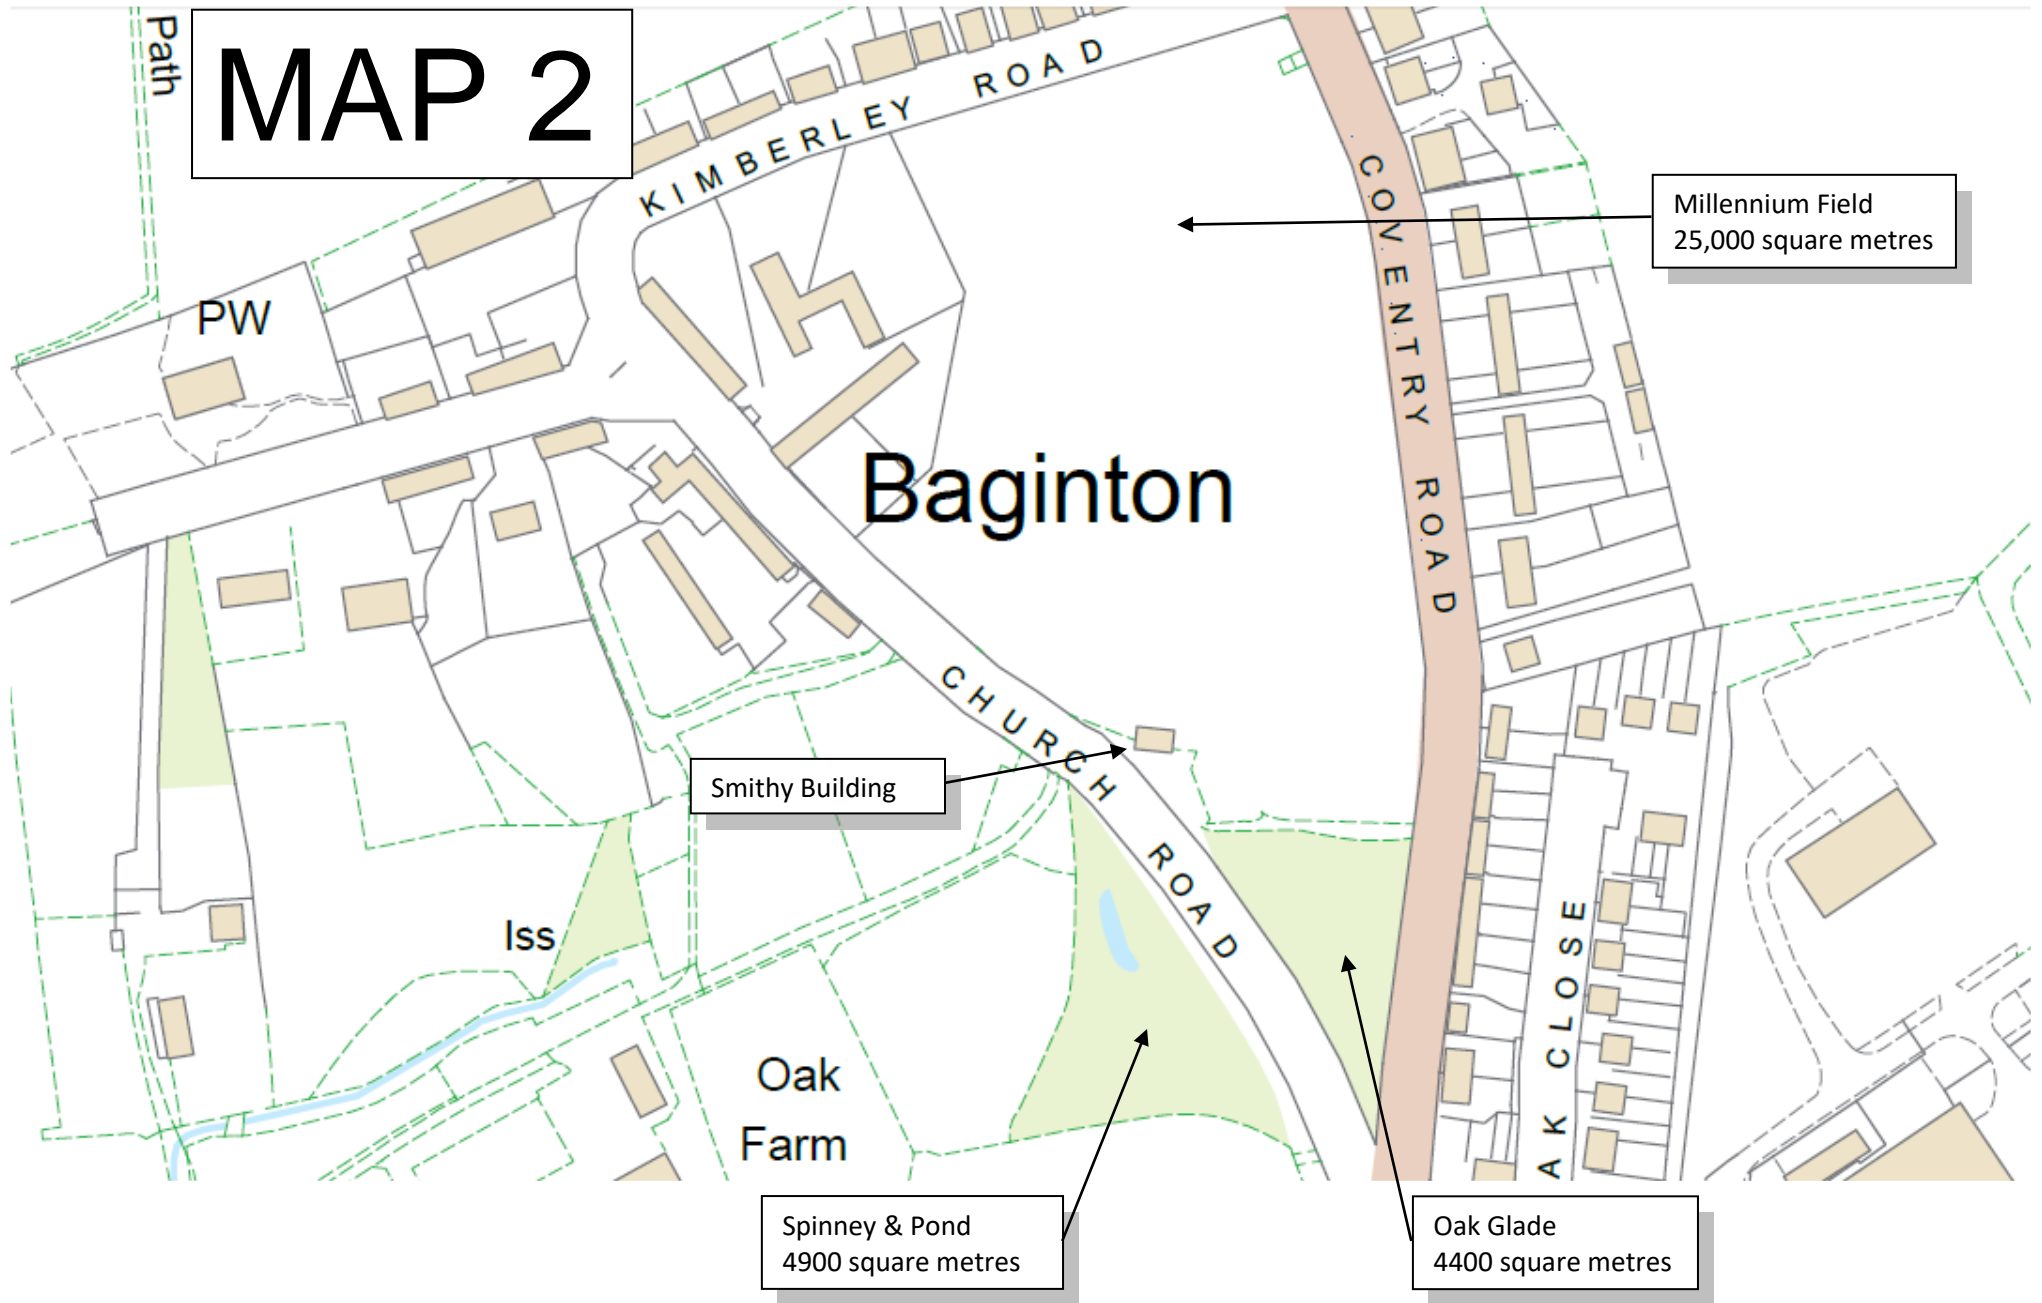 Path
MAP 2
KIMBERLEY ROAD
COVENTRY ROAD
Millennium Field
25,000 square metres
PW
Baginton
CHURCH ROAD
Smithy Building
Iss
Oak
Farm
AK CLOSE
Spinney & Pond
4900 square metres
Oak Glade
4400 square metres